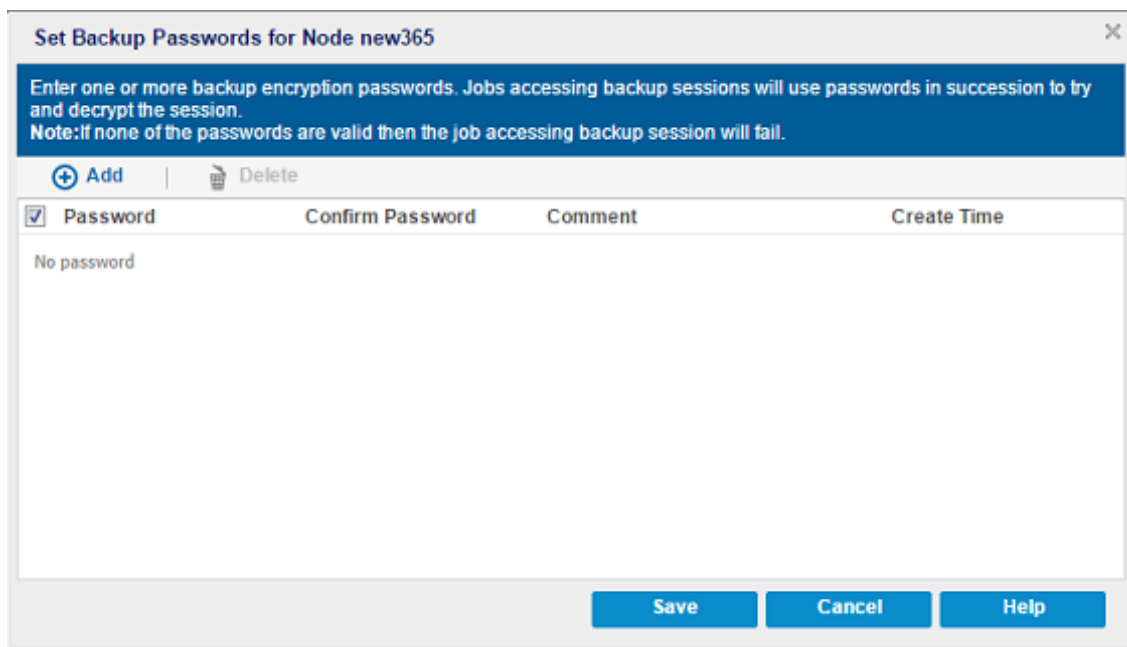 Set Backup Passwords for Node new365
Enter one or more backup encryption passwords. Jobs accessing backup sessions will use passwords in succession to try
and decrypt the session.
Note:If none of the passwords are valid then the job accessing backup session will fail.
Add | Delete
Password Confirm Password Comment Create Time
No password
Save Cancel Help